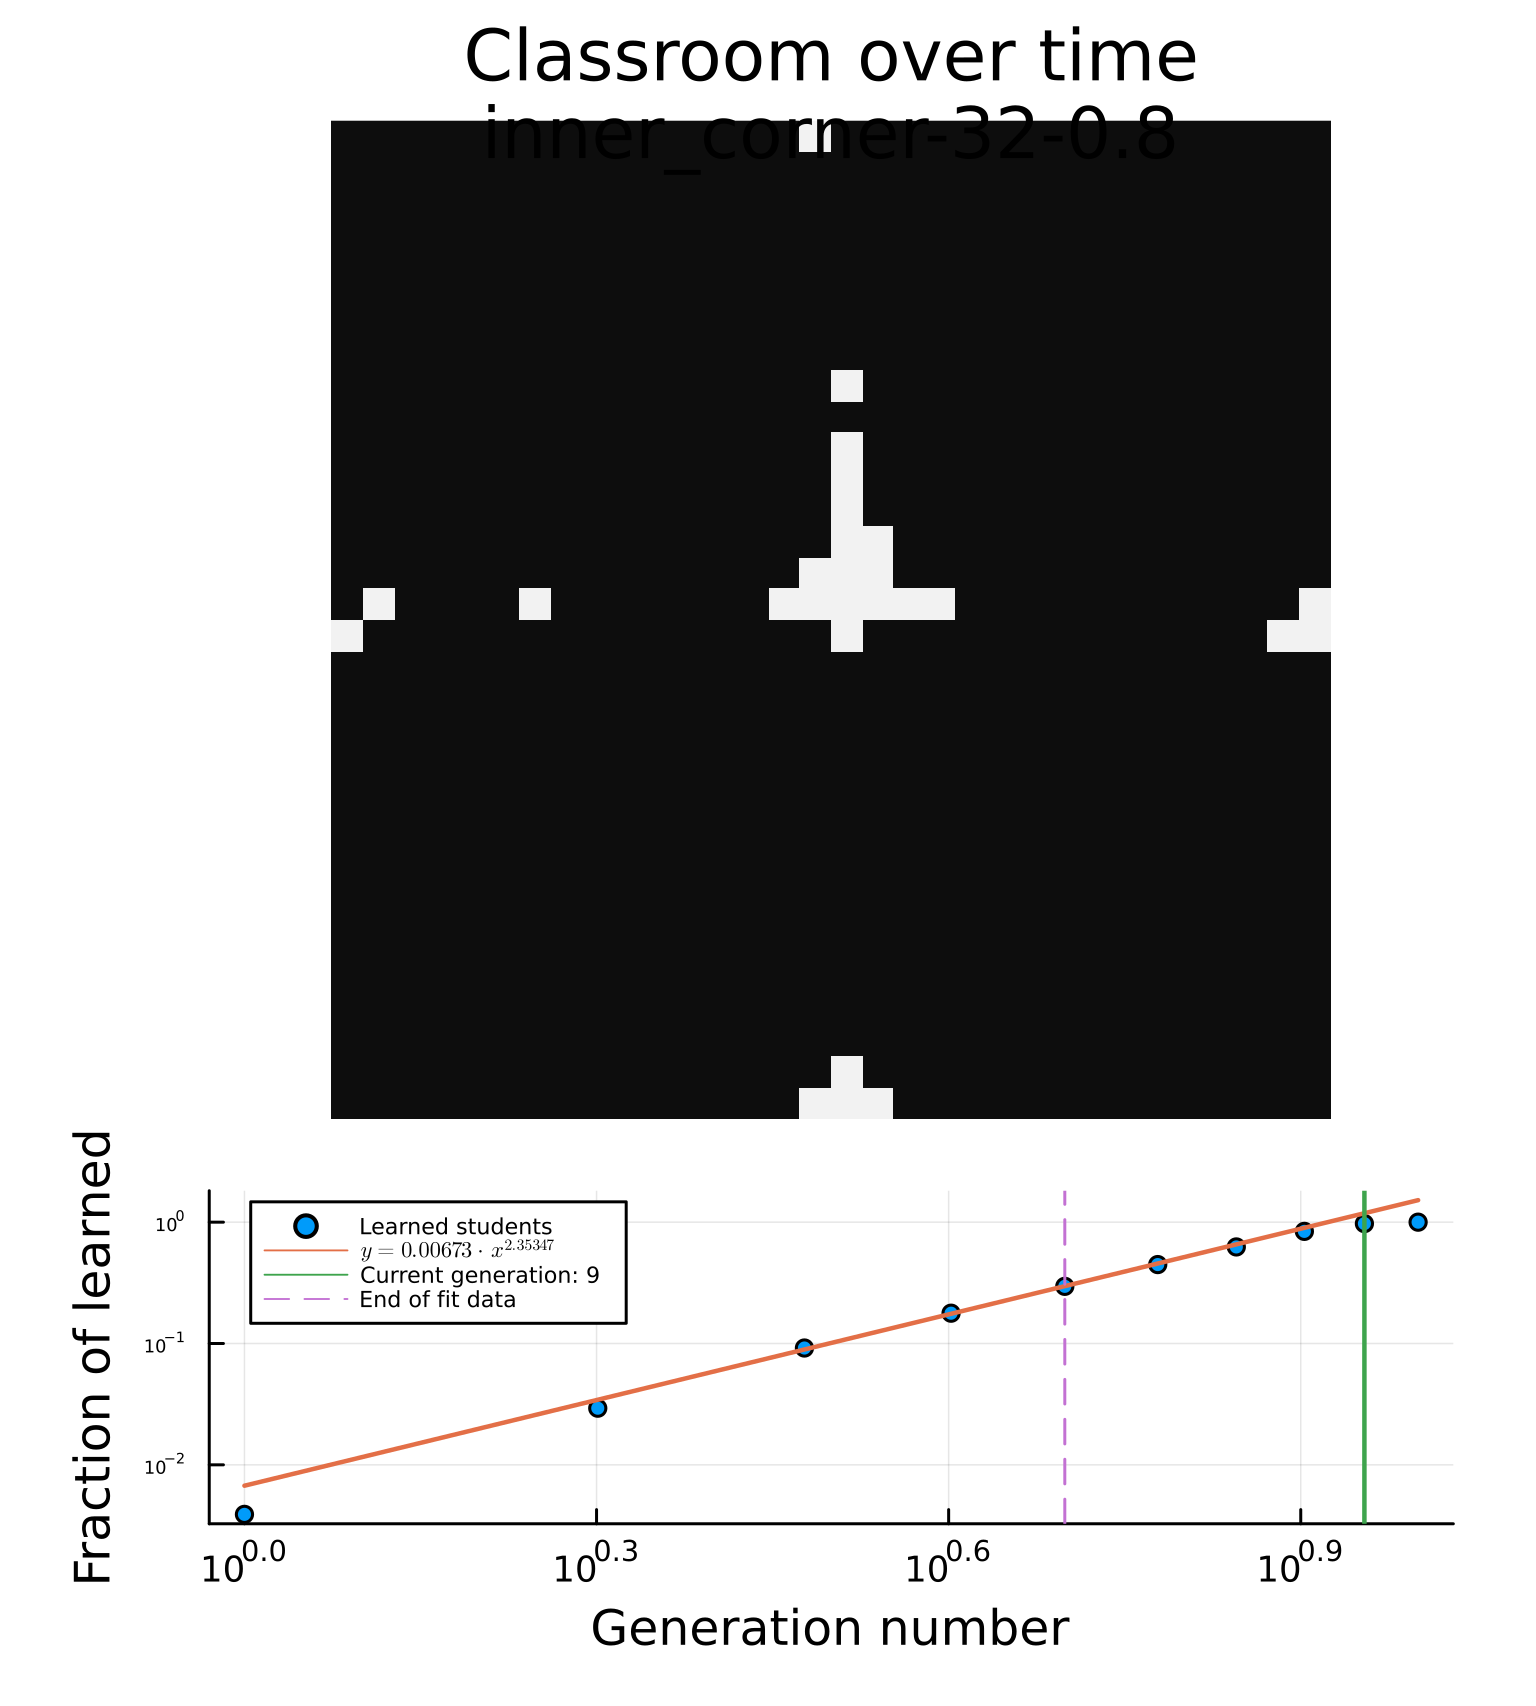 Classroom over time
inner_corner-32-0.8
Fraction of learned
10^0
10^−1
10^−2
Learned students
y = 0.00673 · x^2.35347
Current generation: 9
End of fit data
10^0.0 10^0.3 10^0.6 10^0.9
Generation number